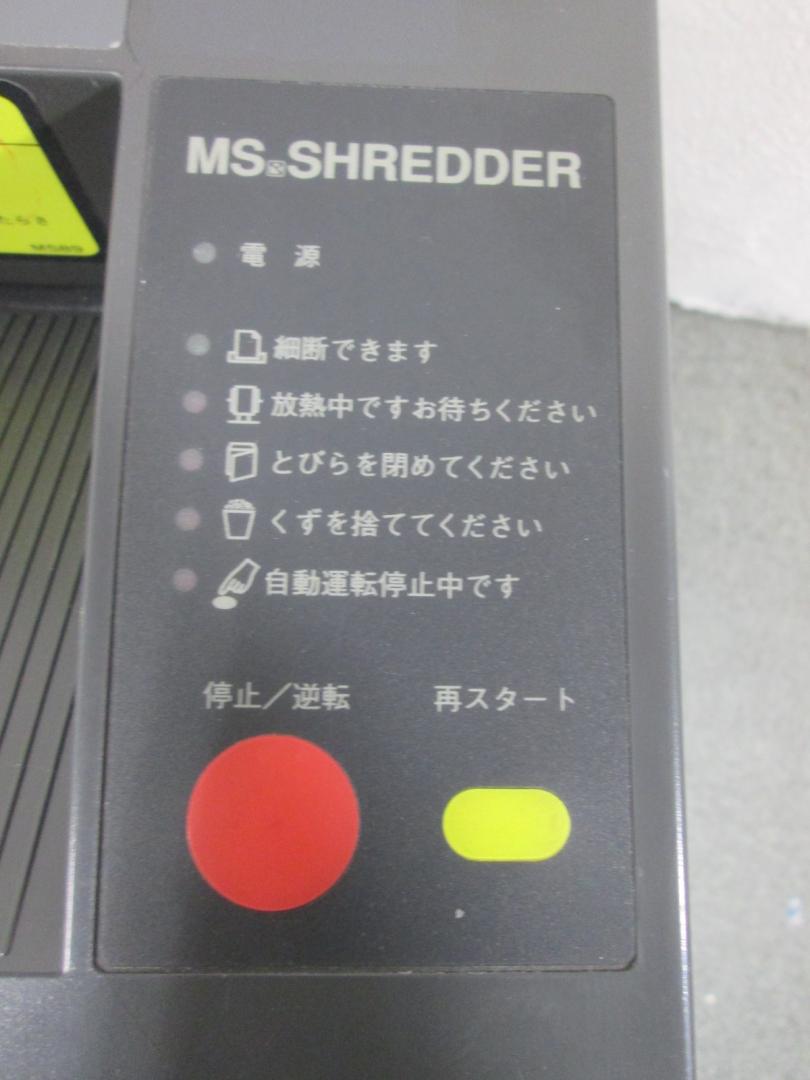 MS SHREDDER
電源
細断できます
放熱中ですお待ちください
とびらを閉めてください
くずを捨ててください
自動運転停止中です
停止／逆転
再スタート